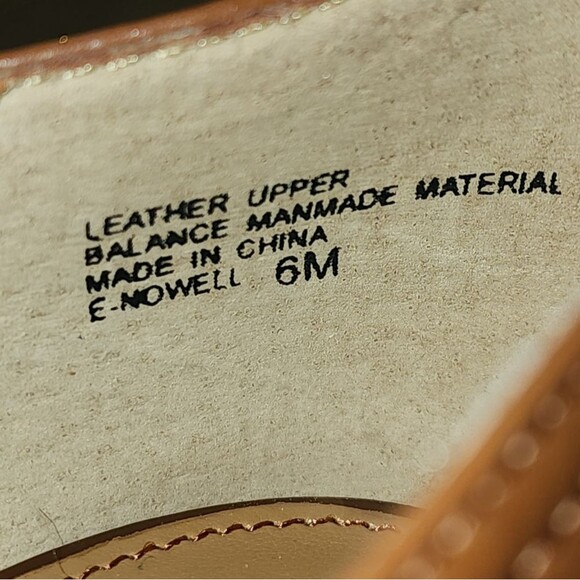 LEATHER UPPER
BALANCE MANMADE MATERIAL
MADE IN CHINA
E-NOWELL 6M